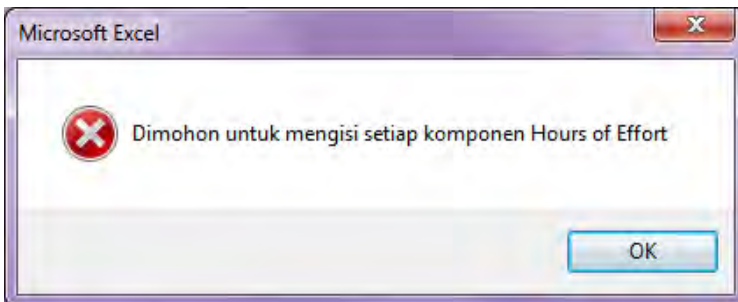 Microsoft Excel
Dimohon untuk mengisi setiap komponen Hours of Effort
OK